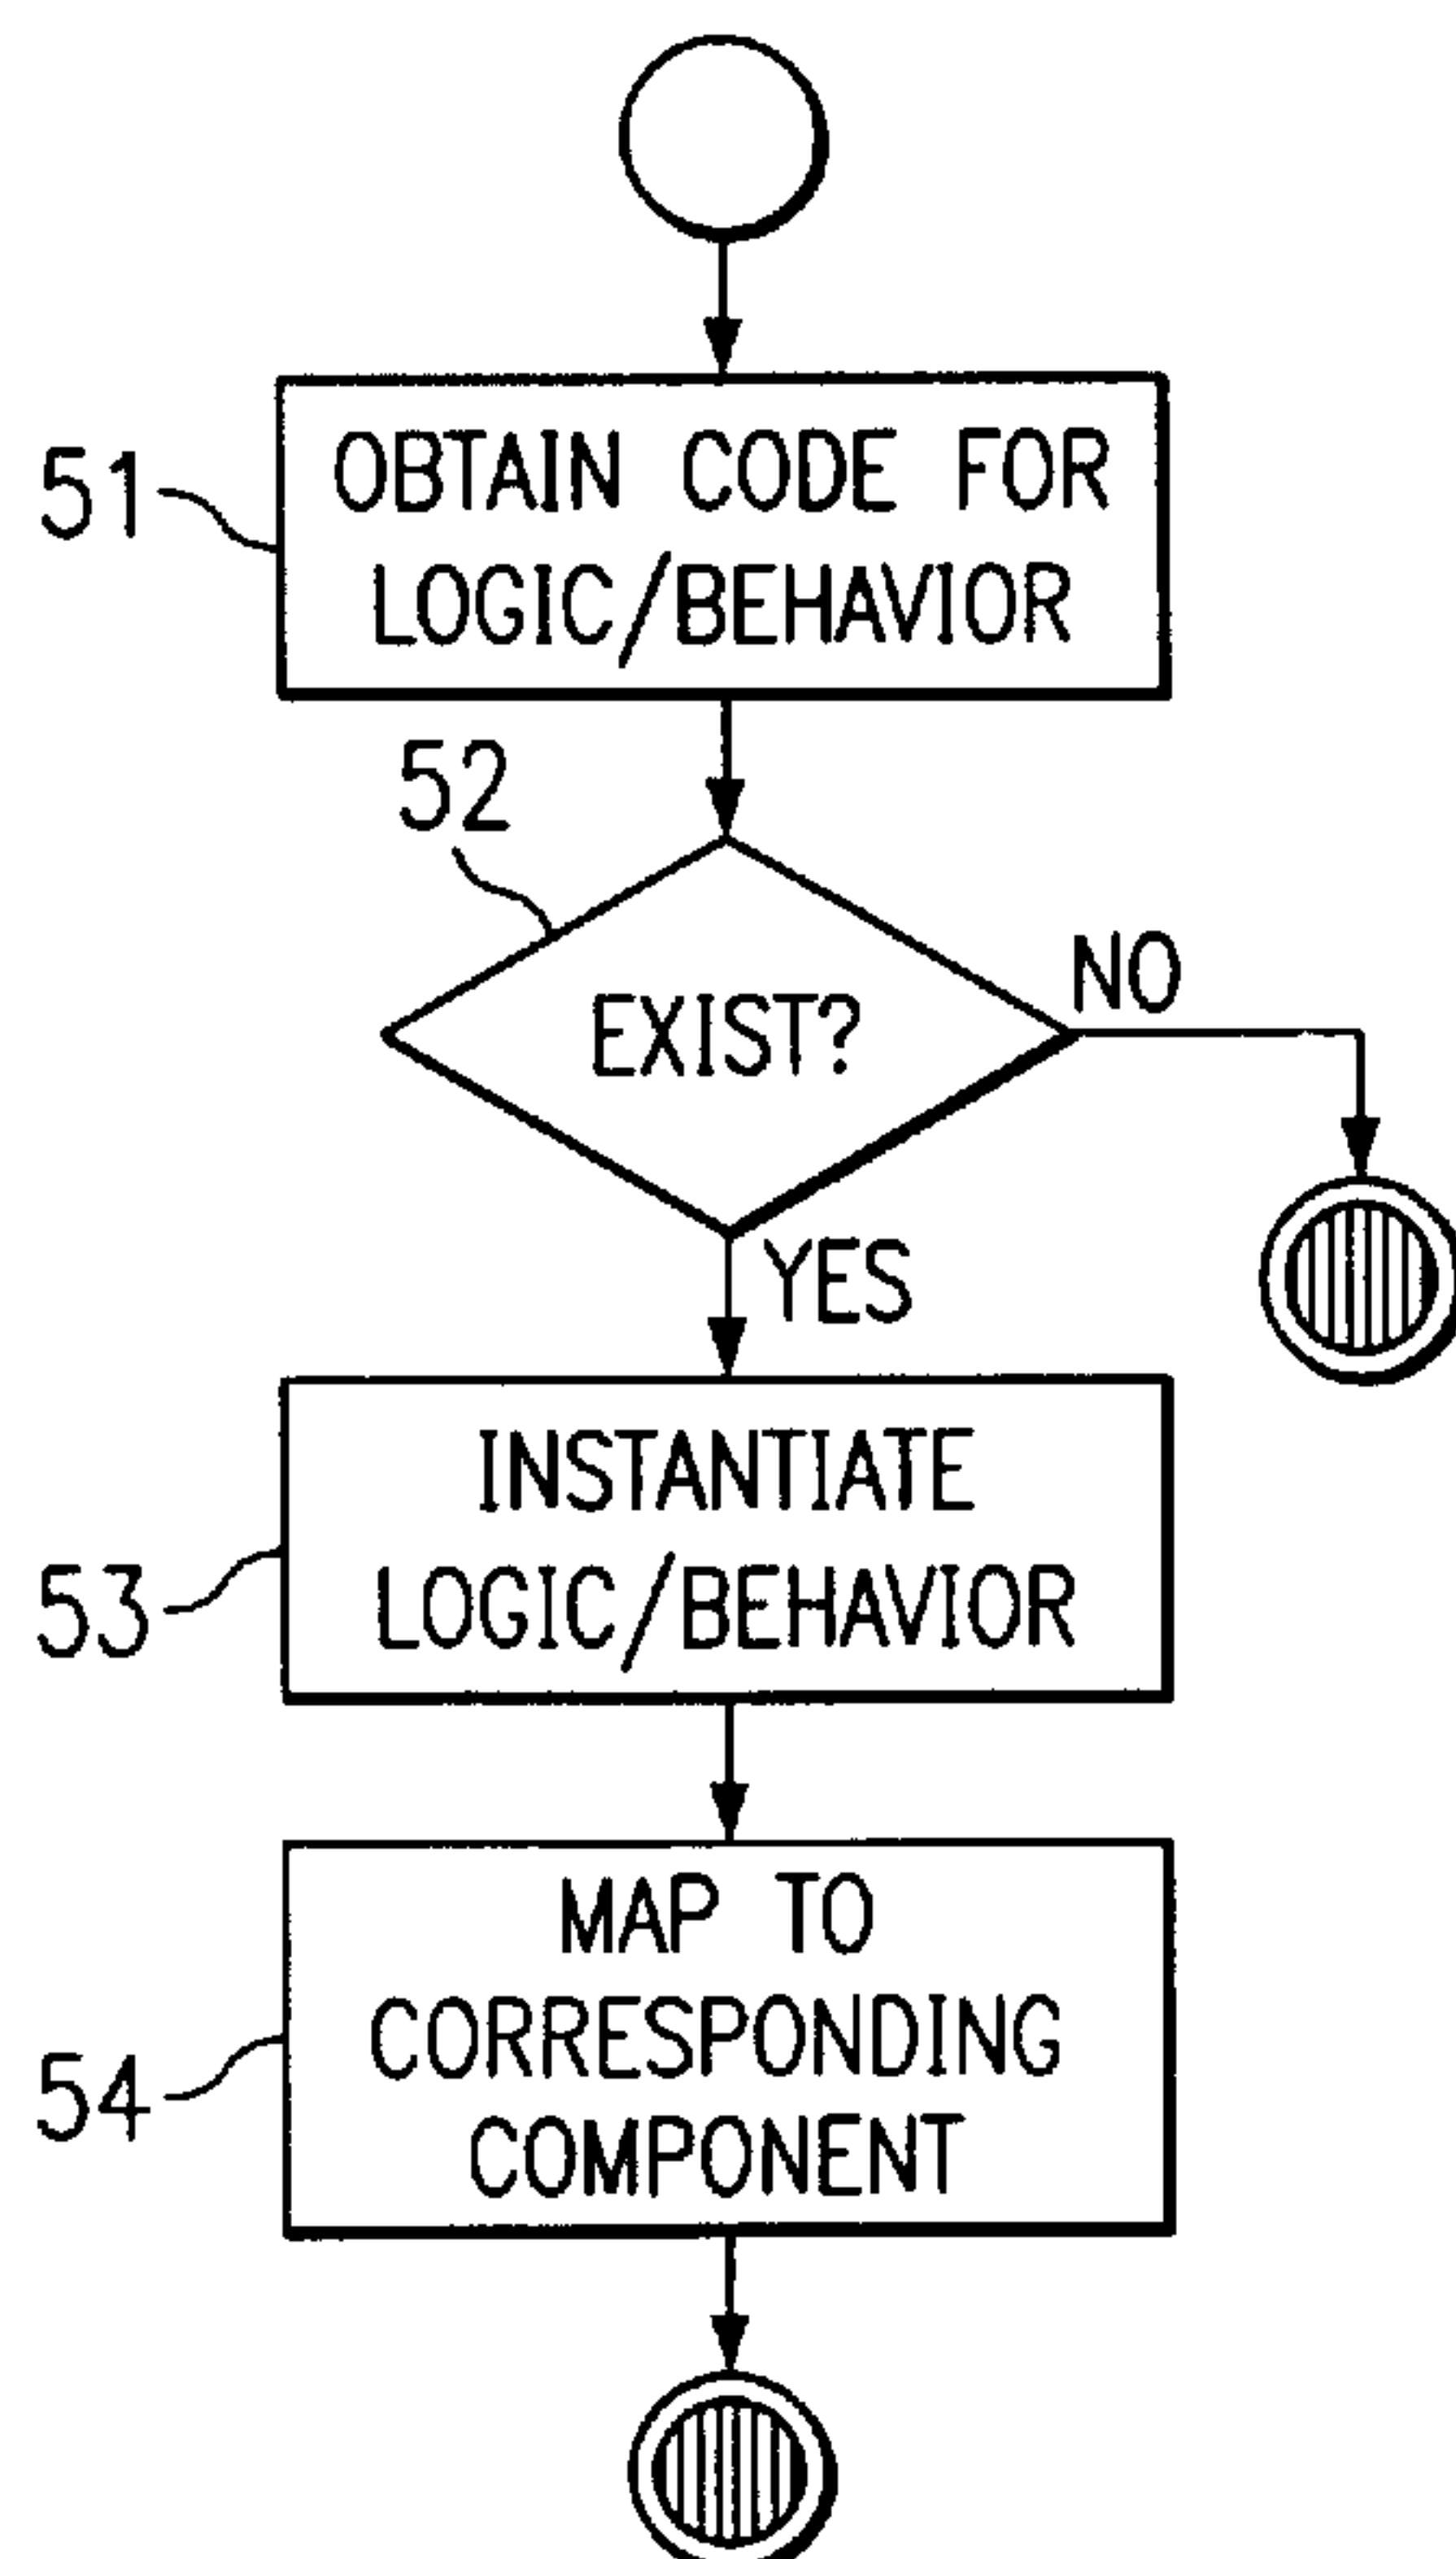 51
OBTAIN CODE FOR
LOGIC/BEHAVIOR
52
EXIST?
NO
YES
53
INSTANTIATE
LOGIC/BEHAVIOR
54
MAP TO
CORRESPONDING
COMPONENT